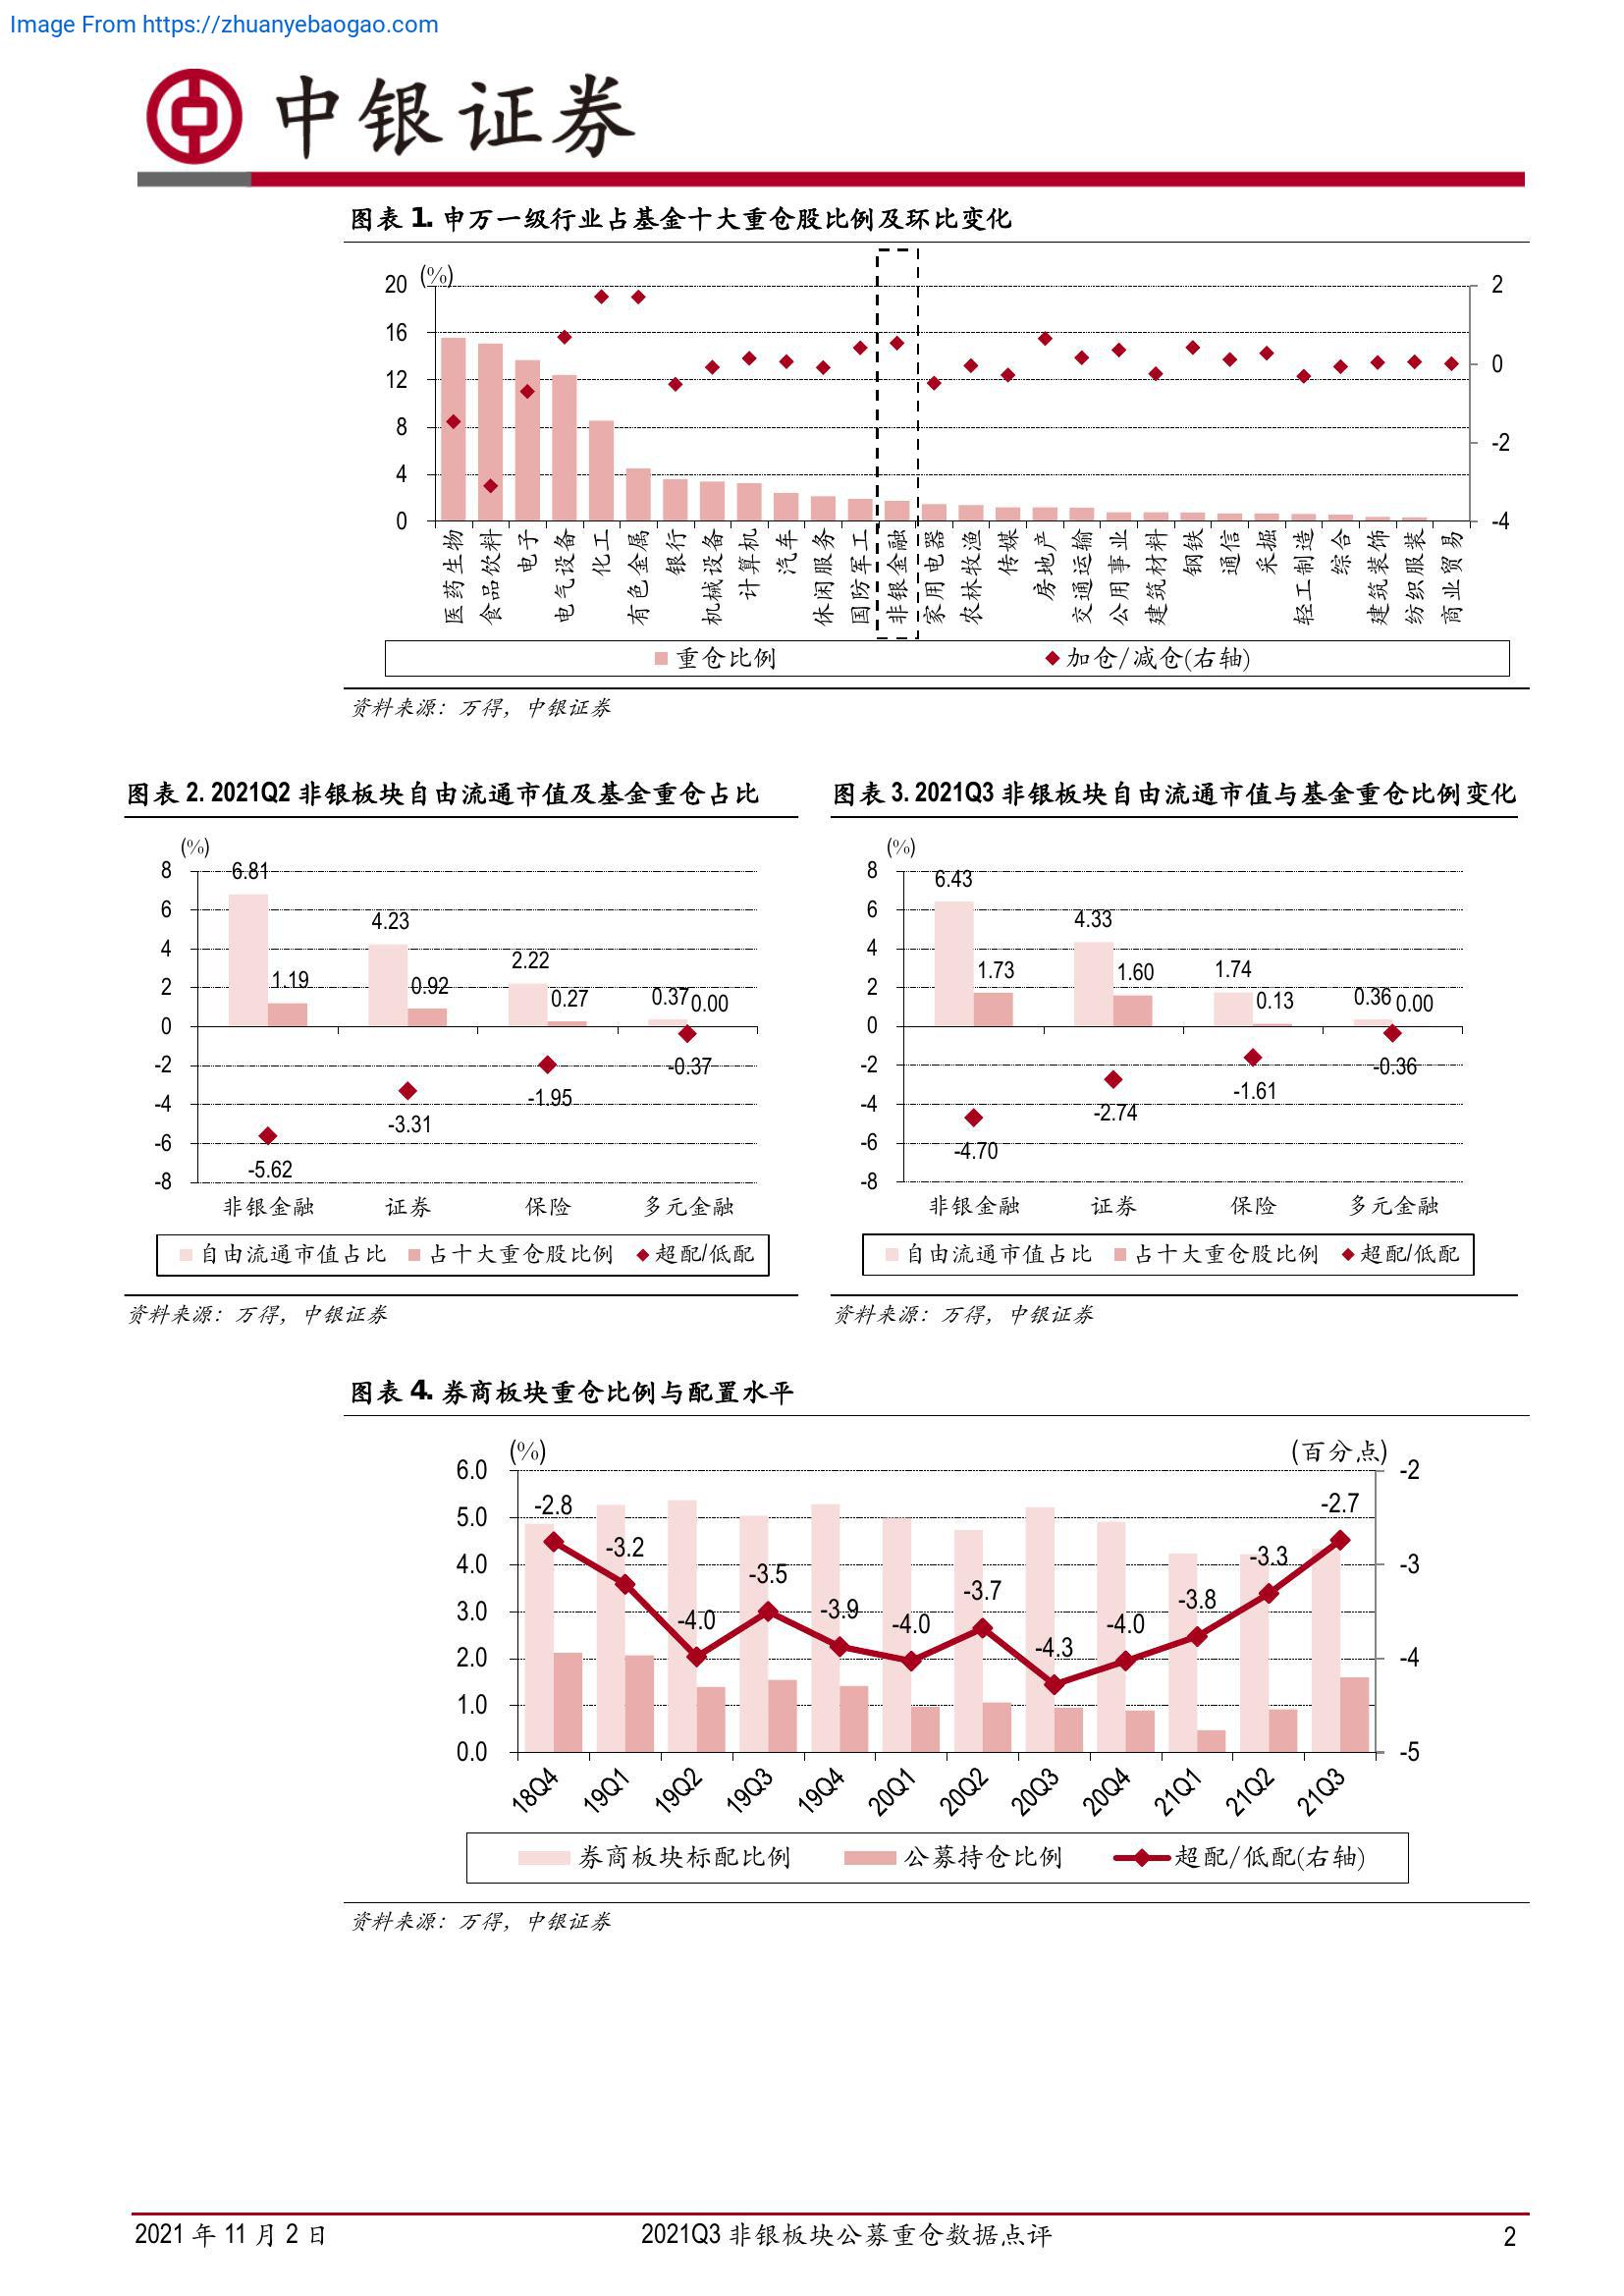 Image From https://zhuanyebaogao.com
中银证券
图表 1. 申万一级行业占基金十大重仓股比例及环比变化
(%)
20
16
12
8
4
0
2
0
-2
-4
医药生物
食品饮料
电子
电气设备
化工
有色金属
银行
机械设备
计算机
汽车
休闲服务
国防军工
非银金融
家用电器
农林牧渔
传媒
房地产
交通运输
公用事业
建筑材料
钢铁
通信
采掘
轻工制造
综合
建筑装饰
纺织服装
商业贸易
重仓比例 加仓/减仓(右轴)
资料来源：万得，中银证券
图表 2. 2021Q2 非银板块自由流通市值及基金重仓占比
(%)
8
6
4
2
0
-2
-4
-6
-8
6.81
1.19
-5.62
4.23
0.92
-3.31
2.22
0.27
-1.95
0.37
0.00
-0.37
非银金融 证券 保险 多元金融
自由流通市值占比 占十大重仓股比例 超配/低配
资料来源：万得，中银证券
图表 3. 2021Q3 非银板块自由流通市值与基金重仓比例变化
(%)
8
6
4
2
0
-2
-4
-6
-8
6.43
1.73
-4.70
4.33
1.60
-2.74
1.74
0.13
-1.61
0.36
0.00
-0.36
非银金融 证券 保险 多元金融
自由流通市值占比 占十大重仓股比例 超配/低配
资料来源：万得，中银证券
图表 4. 券商板块重仓比例与配置水平
(%)
(百分点)
6.0
5.0
4.0
3.0
2.0
1.0
0.0
-2
-3
-4
-5
-2.8
-3.2
-4.0
-3.5
-3.9
-4.0
-3.7
-4.3
-4.0
-3.8
-3.3
-2.7
18Q4 19Q1 19Q2 19Q3 19Q4 20Q1 20Q2 20Q3 20Q4 21Q1 21Q2 21Q3
券商板块标配比例 公募持仓比例 超配/低配(右轴)
资料来源：万得，中银证券
2021 年 11 月 2 日 2021Q3 非银板块公募重仓数据点评 2